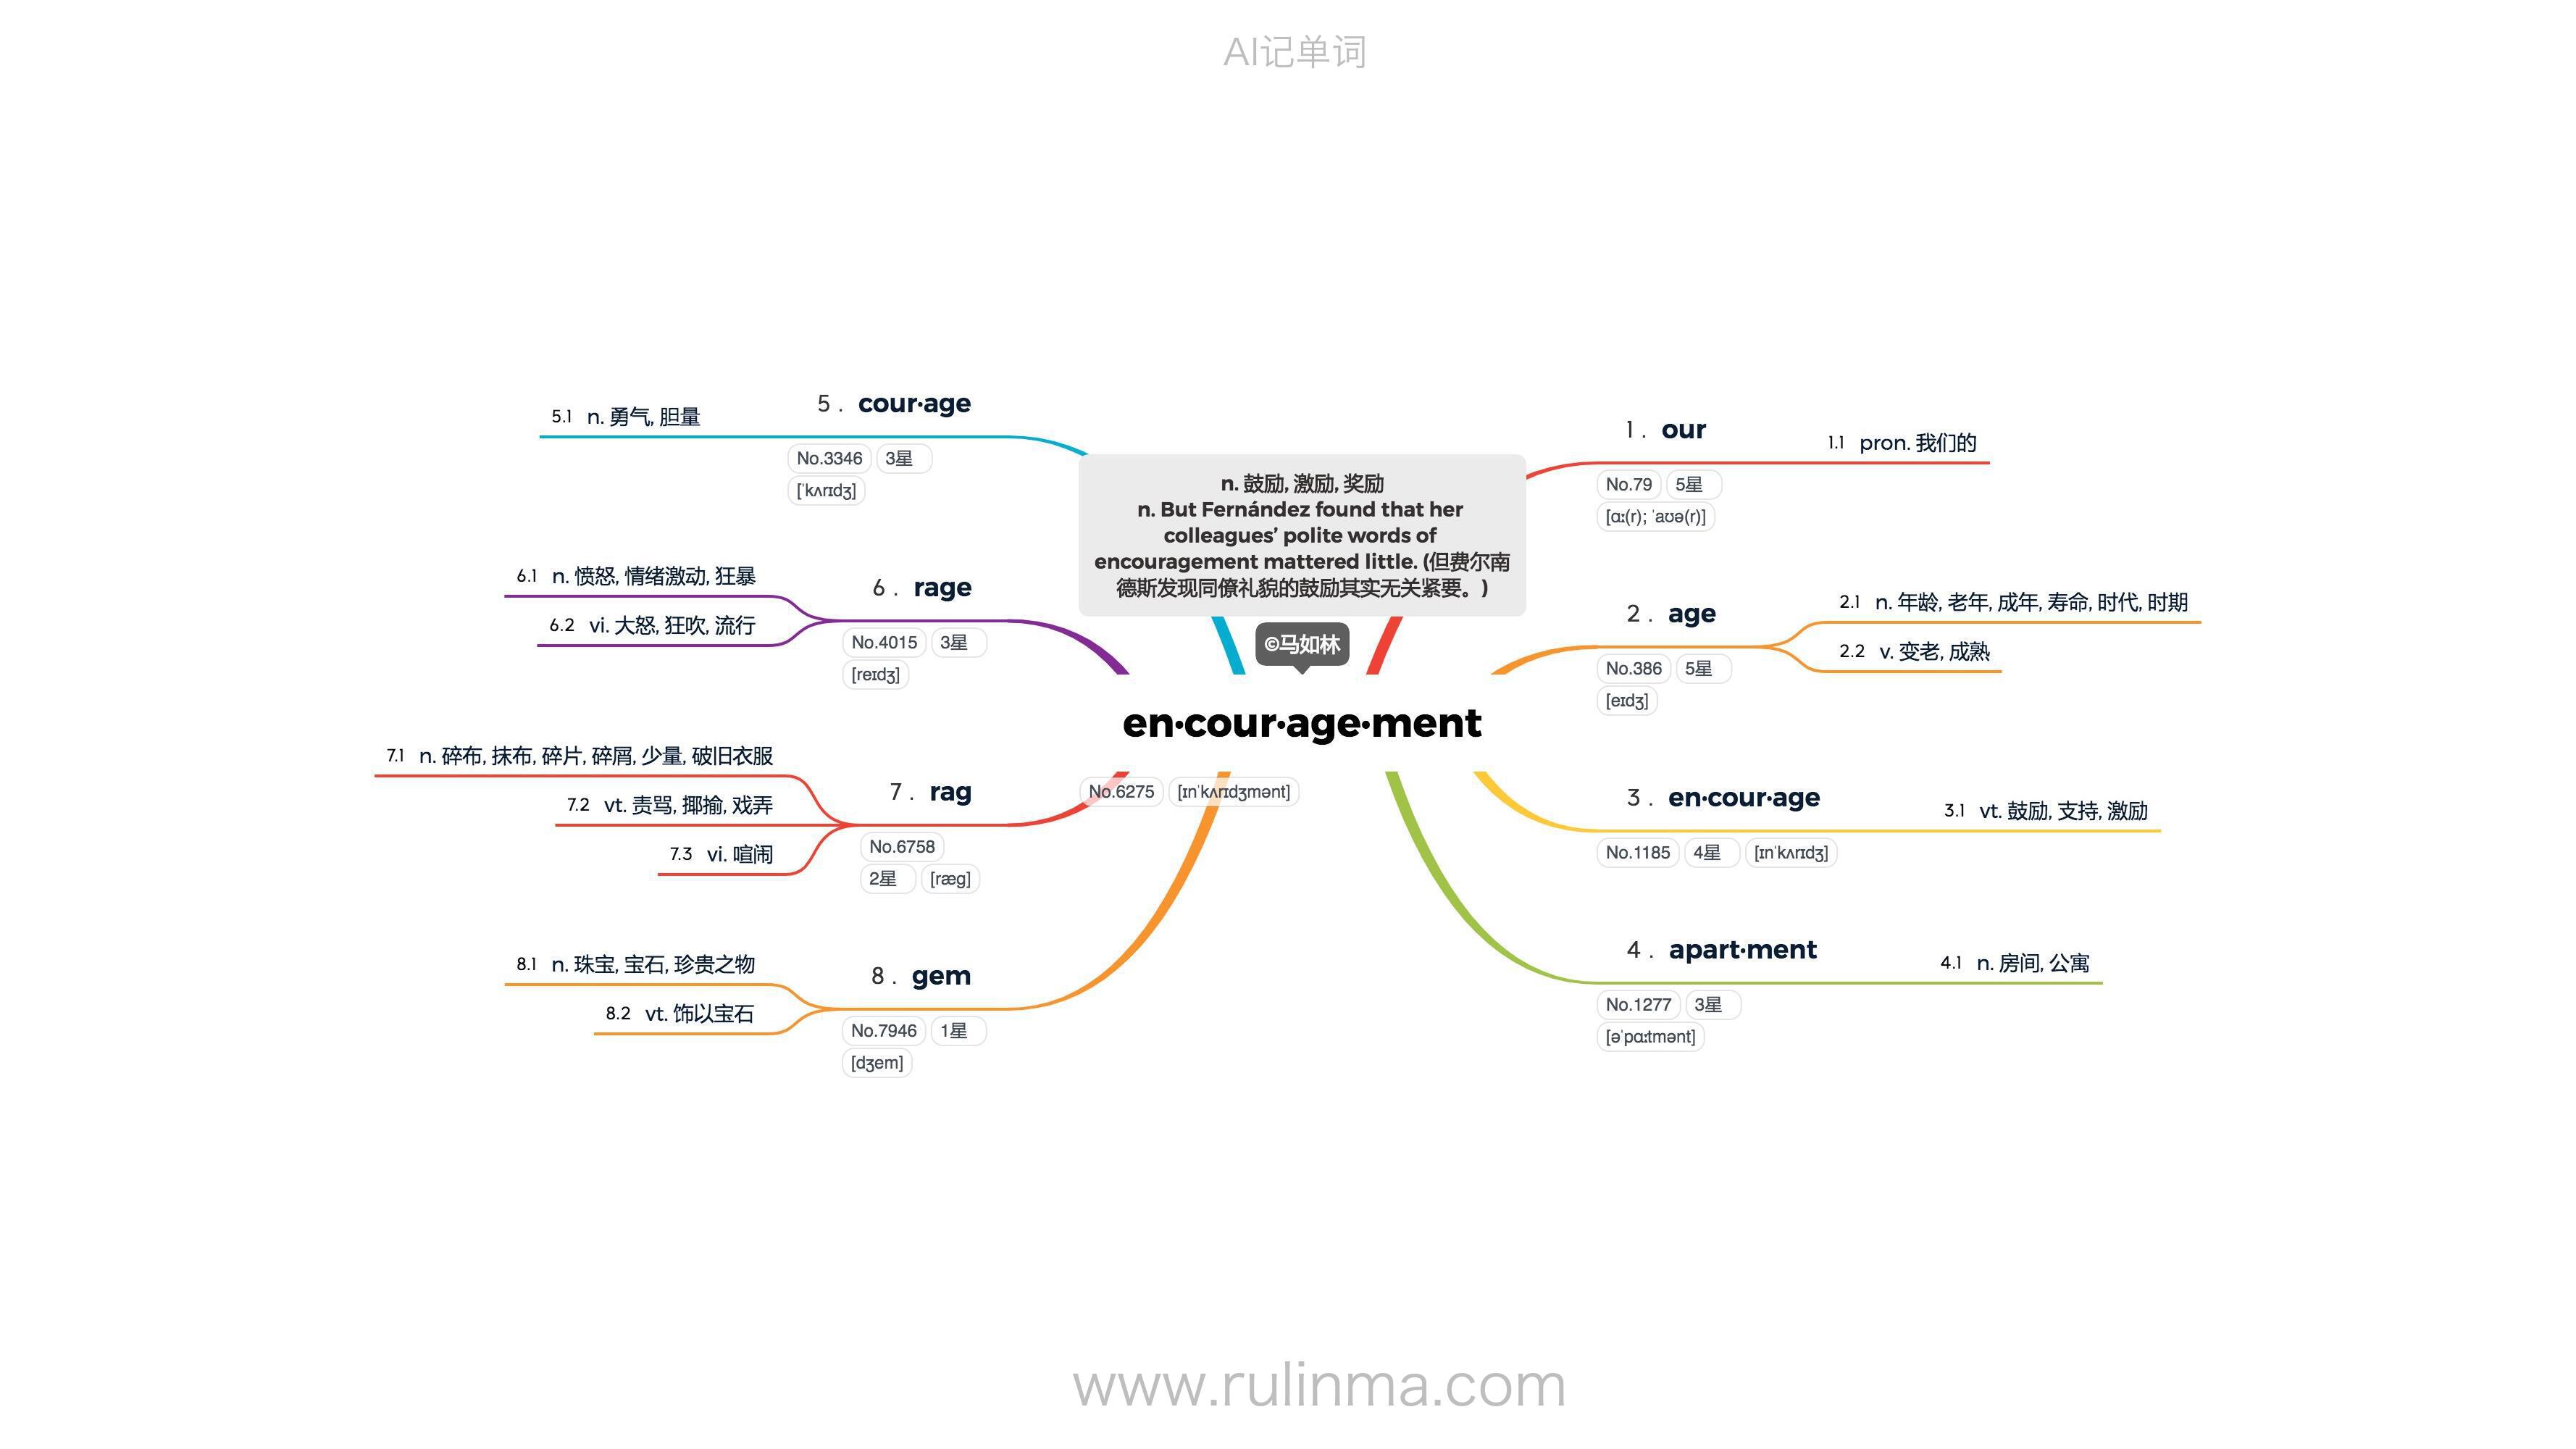 AI记单词
n. 鼓励, 激励, 奖励
n. But Fernández found that her
colleagues’ polite words of
encouragement mattered little. (但费尔南
德斯发现同僚礼貌的鼓励其实无关紧要。)
©马如林
en·cour·age·ment
No.6275 [ɪnˈkʌrɪdʒmənt]
1 . our
No.79 5星
[ɑː(r); ˈaʊə(r)]
1.1 pron. 我们的
2 . age
No.386 5星
[eɪdʒ]
2.1 n. 年龄, 老年, 成年, 寿命, 时代, 时期
2.2 v. 变老, 成熟
3 . en·cour·age
No.1185 4星 [ɪnˈkʌrɪdʒ]
3.1 vt. 鼓励, 支持, 激励
4 . apart·ment
No.1277 3星
[əˈpɑːtmənt]
4.1 n. 房间, 公寓
5 . cour·age
No.3346 3星
[ˈkʌrɪdʒ]
5.1 n. 勇气, 胆量
6 . rage
No.4015 3星
[reɪdʒ]
6.1 n. 愤怒, 情绪激动, 狂暴
6.2 vi. 大怒, 狂吹, 流行
7 . rag
No.6758
2星 [ræg]
7.1 n. 碎布, 抹布, 碎片, 碎屑, 少量, 破旧衣服
7.2 vt. 责骂, 揶揄, 戏弄
7.3 vi. 喧闹
8 . gem
No.7946 1星
[dʒem]
8.1 n. 珠宝, 宝石, 珍贵之物
8.2 vt. 饰以宝石
www.rulinma.com